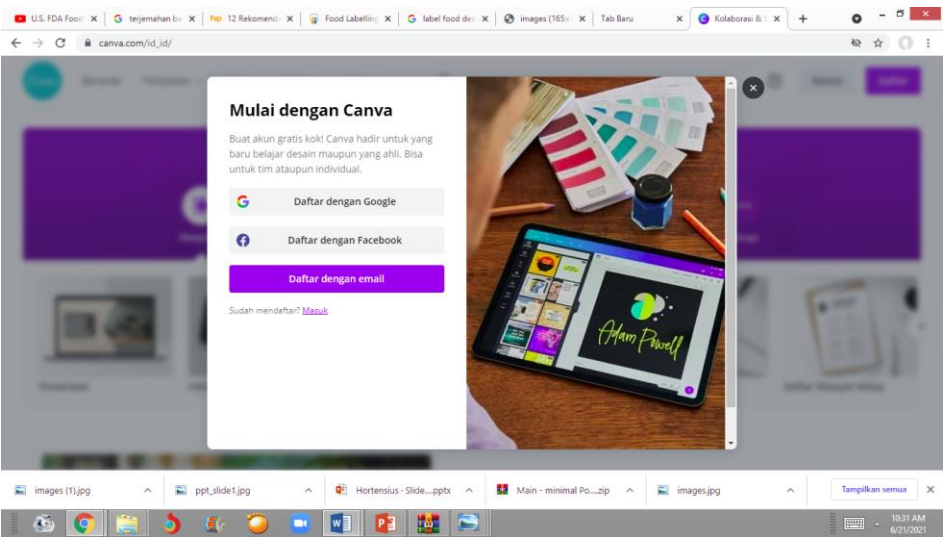 U.S. FDA Food
terjemahan ba
12 Rekomend
Food Labelling
label food de
images (165×
Tab Baru
Kolaborasi &
canva.com/id_id/
Mulai dengan Canva
Buat akun gratis kok! Canva hadir untuk yang
baru belajar desain maupun yang ahli. Bisa
untuk tim ataupun individual.
Daftar dengan Google
Daftar dengan Facebook
Daftar dengan email
Sudah mendaftar? Masuk
Adam Powell
images (1).jpg
ppt_slide1.jpg
Hortensius - Slide....pptx
Main - minimal Po....zip
images.jpg
Tampilkan semua
10:31 AM
6/21/2021